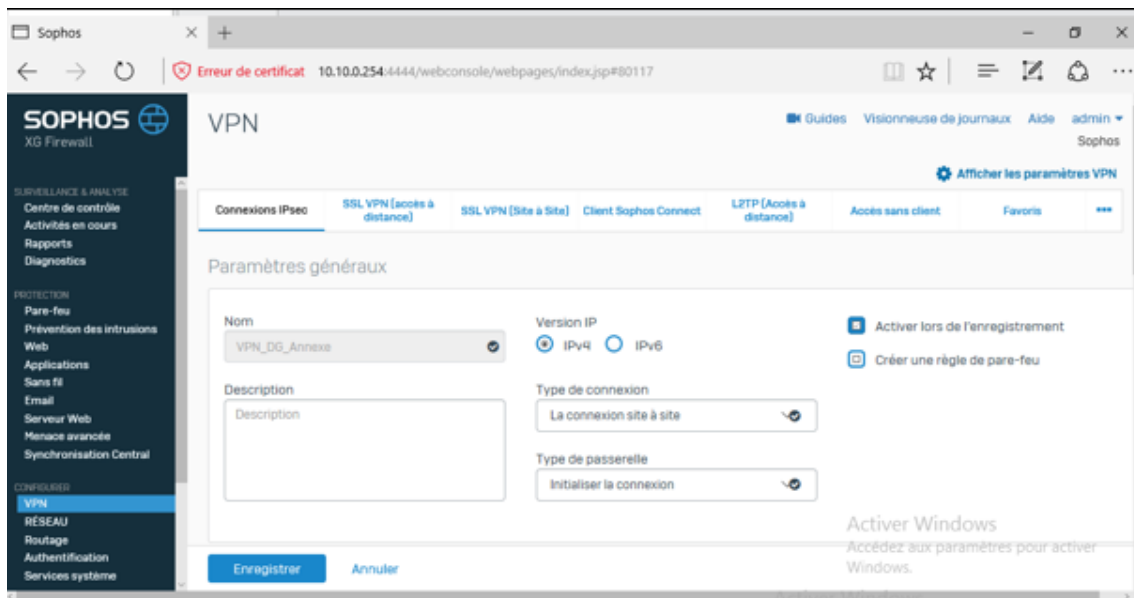 Sophos
Erreur de certificat 10.10.0.254:4444/webconsole/webpages/index.jsp#80117
SOPHOS
XG Firewall
VPN
Guides Visionneuse de journaux Aide admin
Sophos
Afficher les paramètres VPN
Connexions IPsec
SSL VPN (accès à distance)
SSL VPN (Site à Site)
Client Sophos Connect
L2TP (Accès à distance)
Accès sans client
Favoris
SURVEILLANCE & ANALYSE
Centre de contrôle
Activités en cours
Rapports
Diagnostics
PROTECTION
Pare-feu
Prévention des intrusions
Web
Applications
Sans fil
Email
Serveur Web
Menace avancée
Synchronisation Central
CONFIGURER
VPN
RÉSEAU
Routage
Authentification
Services système
Paramètres généraux
Nom
VPN_DG_Annexe
Description
Description
Version IP
IPv4 IPv6
Type de connexion
La connexion site à site
Type de passerelle
Initialiser la connexion
Activer lors de l'enregistrement
Créer une règle de pare-feu
Enregistrer Annuler
Activer Windows
Accédez aux paramètres pour activer
Windows.